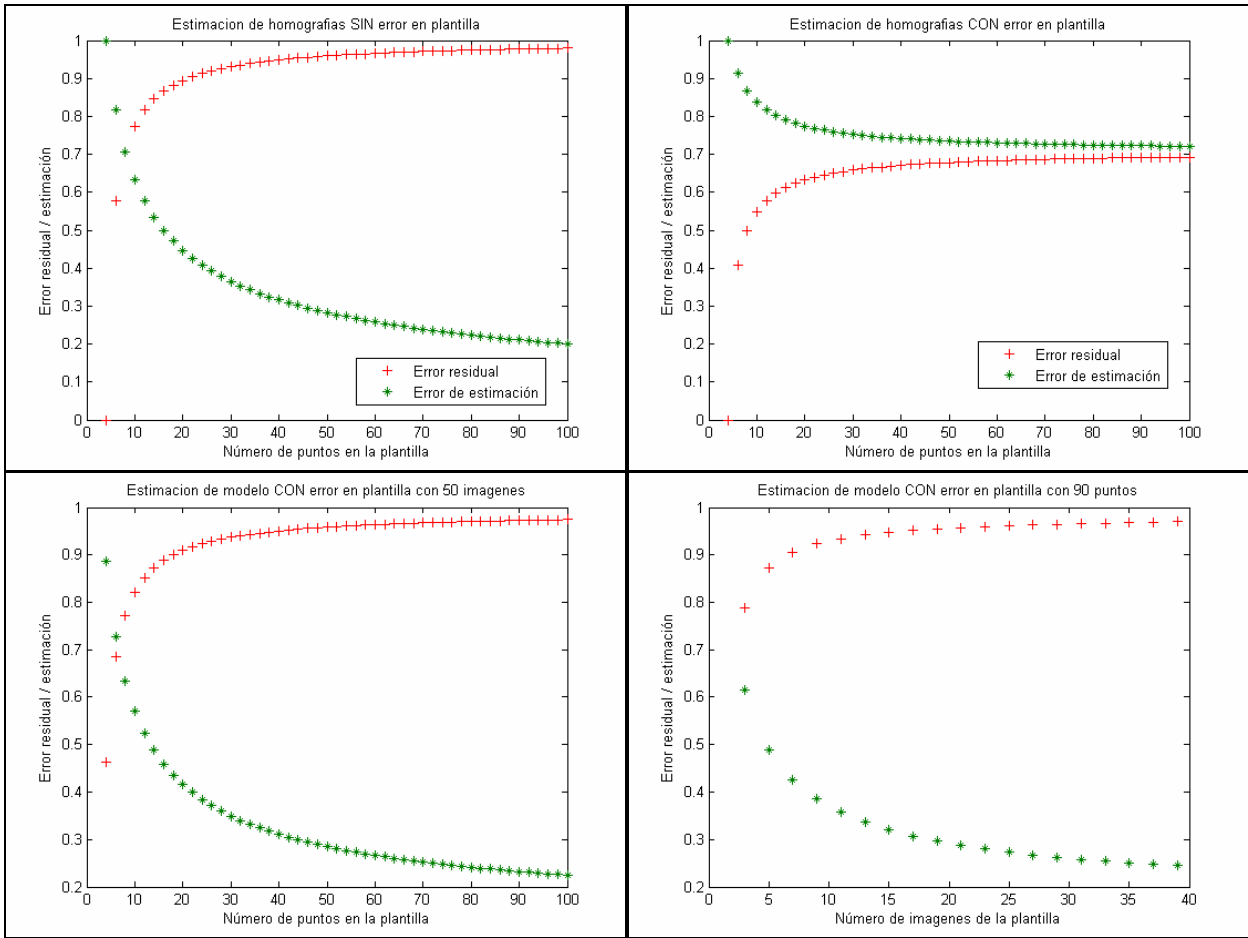 Estimacion de homografias SIN error en plantilla
1
0.9
0.8
0.7
0.6
0.5
0.4
0.3
0.2
0.1
0
Error residual / estimación
Error residual
Error de estimación
0 10 20 30 40 50 60 70 80 90 100
Número de puntos en la plantilla
Estimacion de homografias CON error en plantilla
1
0.9
0.8
0.7
0.6
0.5
0.4
0.3
0.2
0.1
0
Error residual / estimación
Error residual
Error de estimación
0 10 20 30 40 50 60 70 80 90 100
Número de puntos en la plantilla
Estimacion de modelo CON error en plantilla con 50 imagenes
1
0.9
0.8
0.7
0.6
0.5
0.4
0.3
0.2
Error residual / estimación
0 10 20 30 40 50 60 70 80 90 100
Número de puntos en la plantilla
Estimacion de modelo CON error en plantilla con 90 puntos
1
0.9
0.8
0.7
0.6
0.5
0.4
0.3
0.2
Error residual / estimación
0 5 10 15 20 25 30 35 40
Número de imagenes de la plantilla